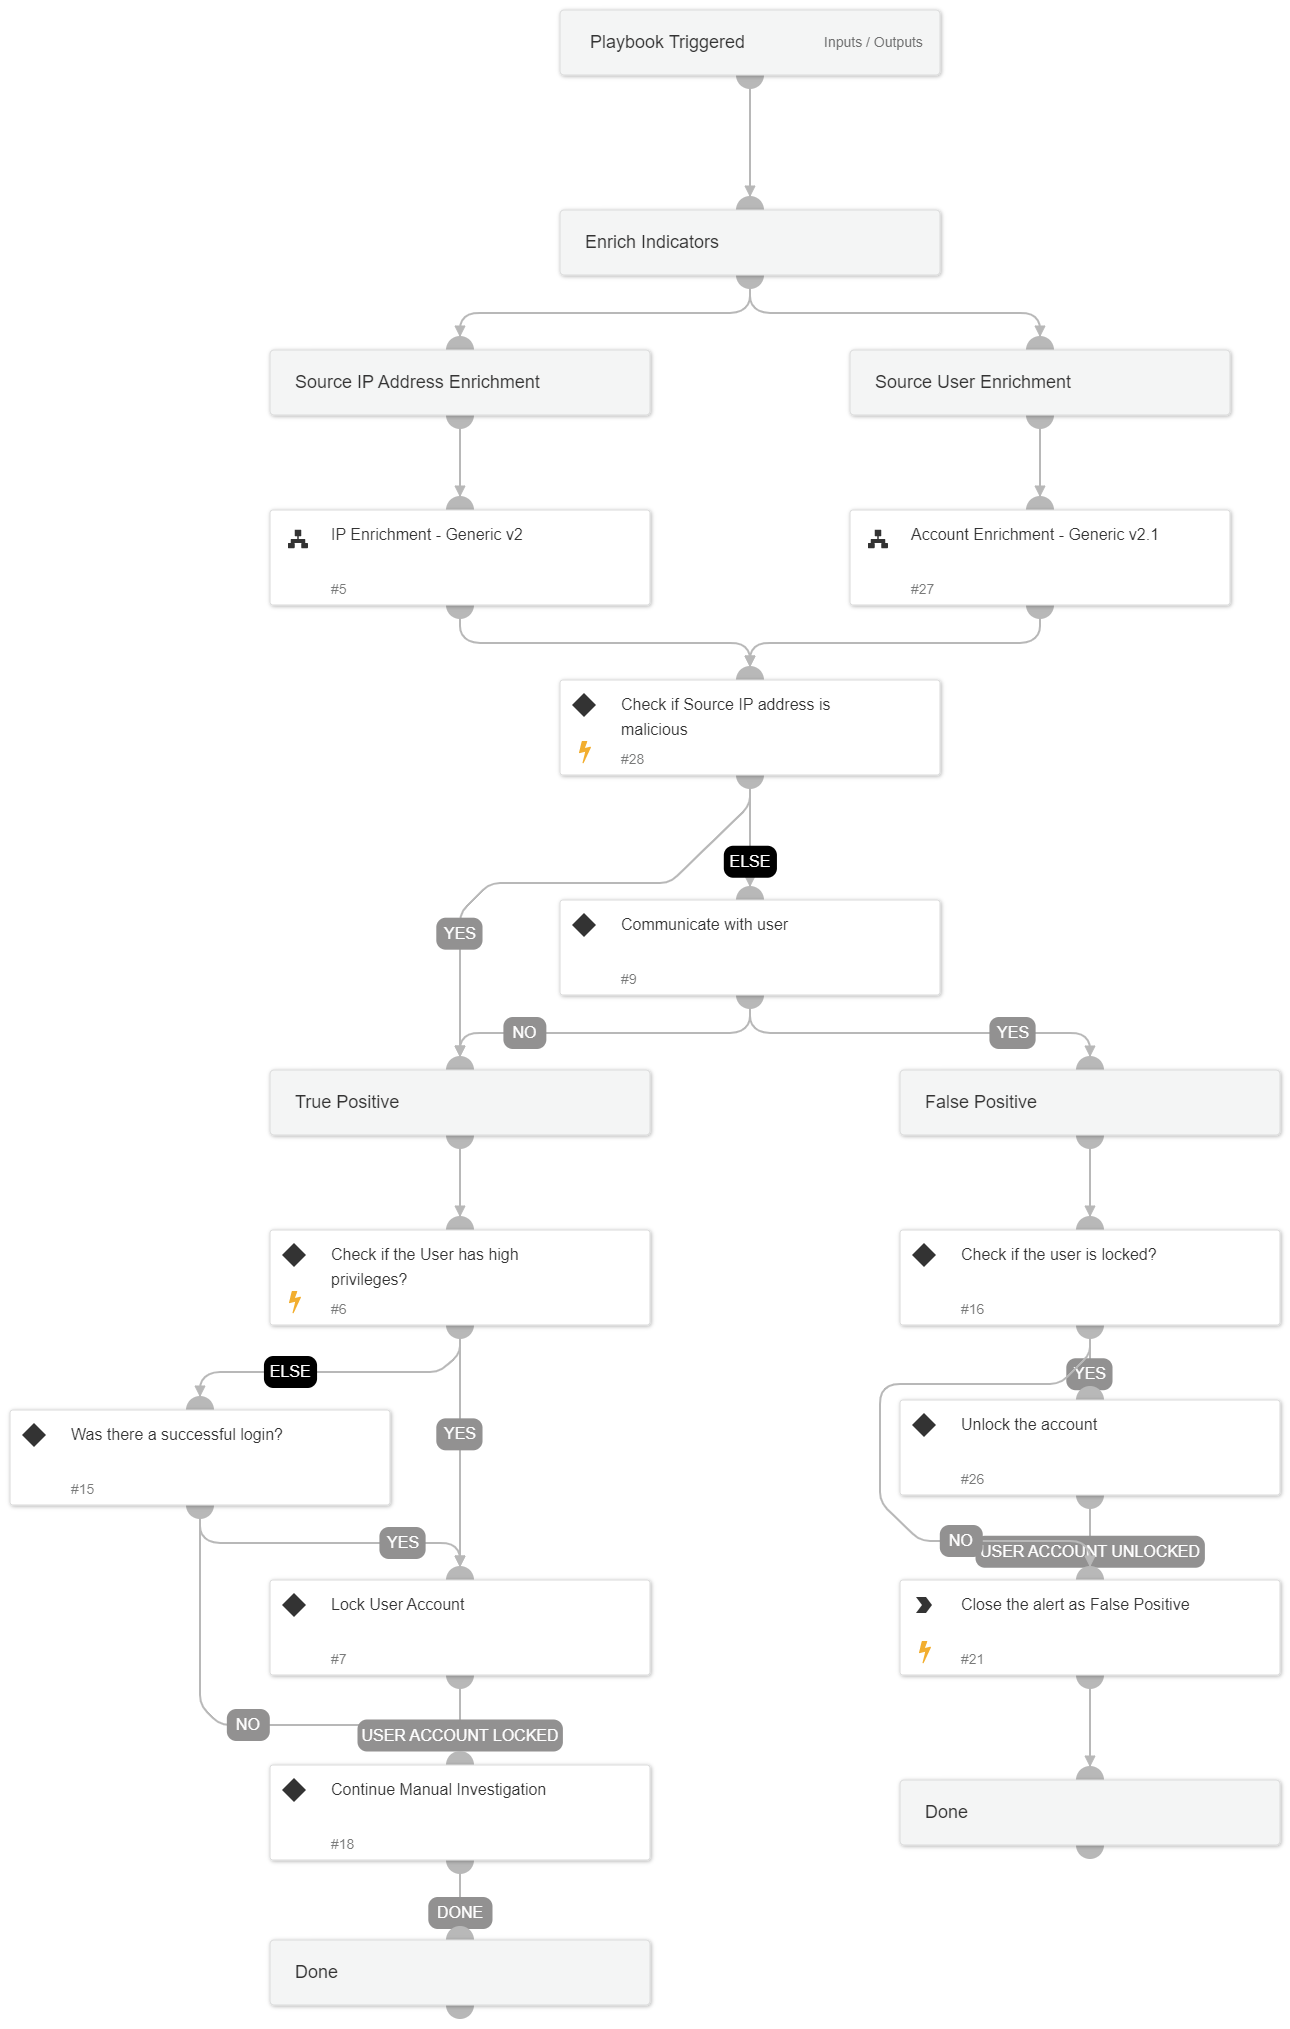 Playbook Triggered
Inputs / Outputs
Enrich Indicators
Source IP Address Enrichment
Source User Enrichment
IP Enrichment - Generic v2
#5
Account Enrichment - Generic v2.1
#27
Check if Source IP address is
malicious
#28
ELSE
YES
Communicate with user
#9
NO
YES
True Positive
False Positive
Check if the User has high
privileges?
#6
Check if the user is locked?
#16
ELSE
YES
YES
Was there a successful login?
#15
Unlock the account
#26
YES
NO
USER ACCOUNT UNLOCKED
Lock User Account
#7
Close the alert as False Positive
#21
NO
USER ACCOUNT LOCKED
Continue Manual Investigation
#18
Done
DONE
Done